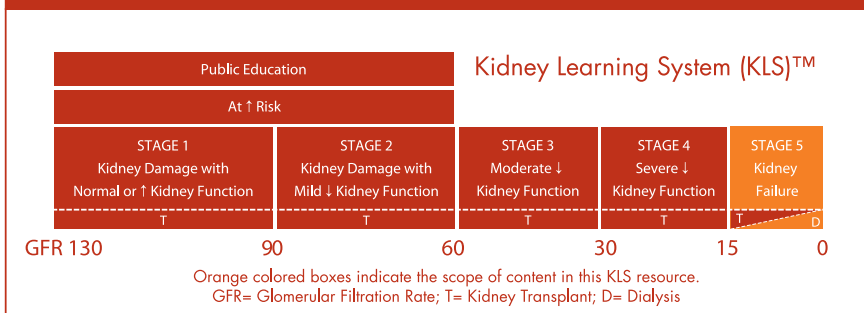 Kidney Learning System (KLS)™
Public Education
At ↑ Risk
STAGE 1
Kidney Damage with
Normal or ↑ Kidney Function
T
STAGE 2
Kidney Damage with
Mild ↓ Kidney Function
T
STAGE 3
Moderate ↓
Kidney Function
T
STAGE 4
Severe ↓
Kidney Function
T
STAGE 5
Kidney
Failure
T
D
GFR 130 90 60 30 15 0
Orange colored boxes indicate the scope of content in this KLS resource.
GFR= Glomerular Filtration Rate; T= Kidney Transplant; D= Dialysis